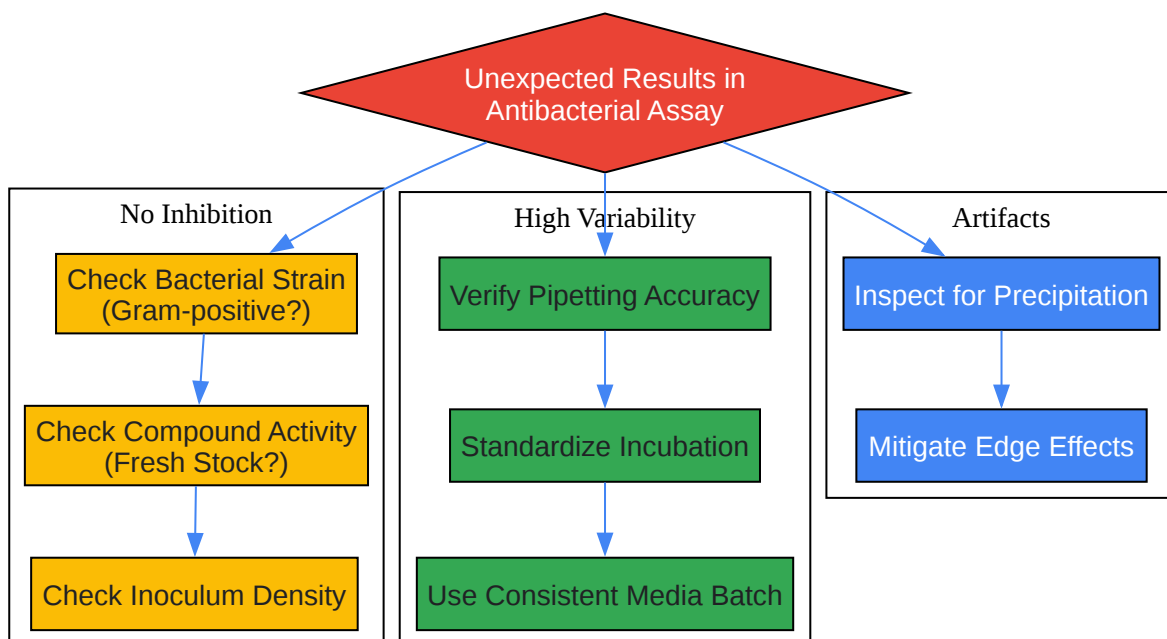 Unexpected Results in
Antibacterial Assay
No Inhibition
Check Bacterial Strain
(Gram-positive?)
Check Compound Activity
(Fresh Stock?)
Check Inoculum Density
High Variability
Verify Pipetting Accuracy
Standardize Incubation
Use Consistent Media Batch
Artifacts
Inspect for Precipitation
Mitigate Edge Effects